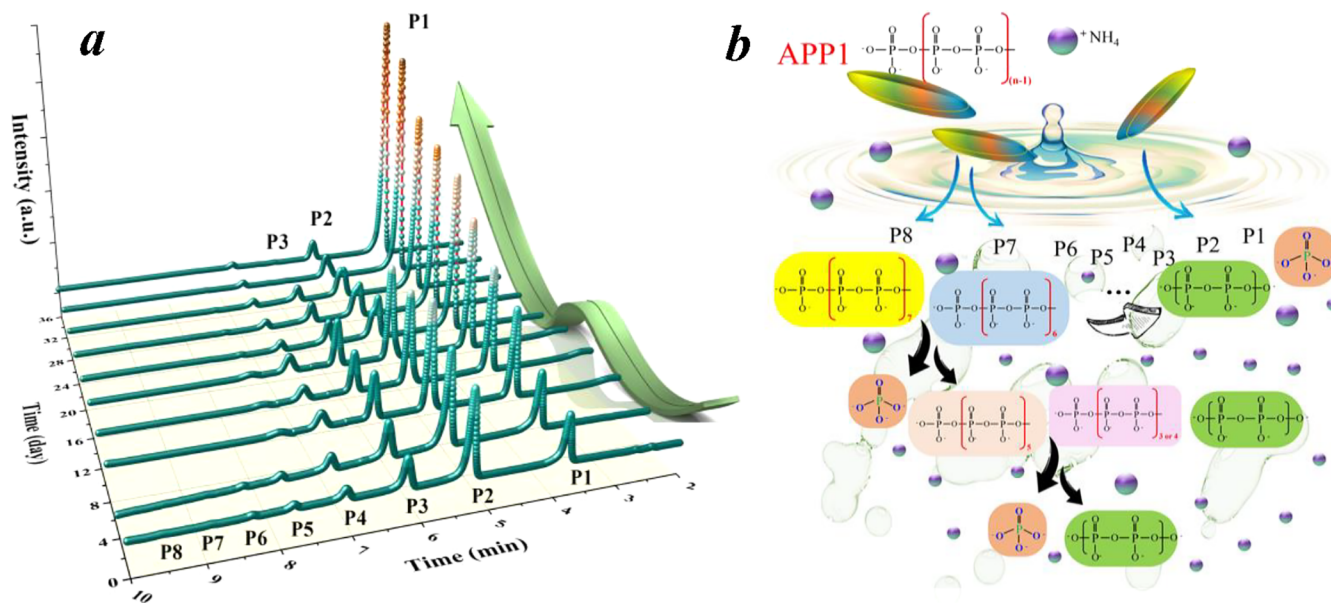 a
P1
Intensity (a.u.)
P2
P3
36
32
28
24
20
16
12
8
4
0
Time (day)
P8
P7
P6
P5
P4
P3
P2
P1
10
9
8
7
6
5
4
3
2
Time (min)
b
APP1
(n-1)
+NH4
P8
P7
P6
P5
P4
P3
P2
P1
7
6
...
5
3 or 4